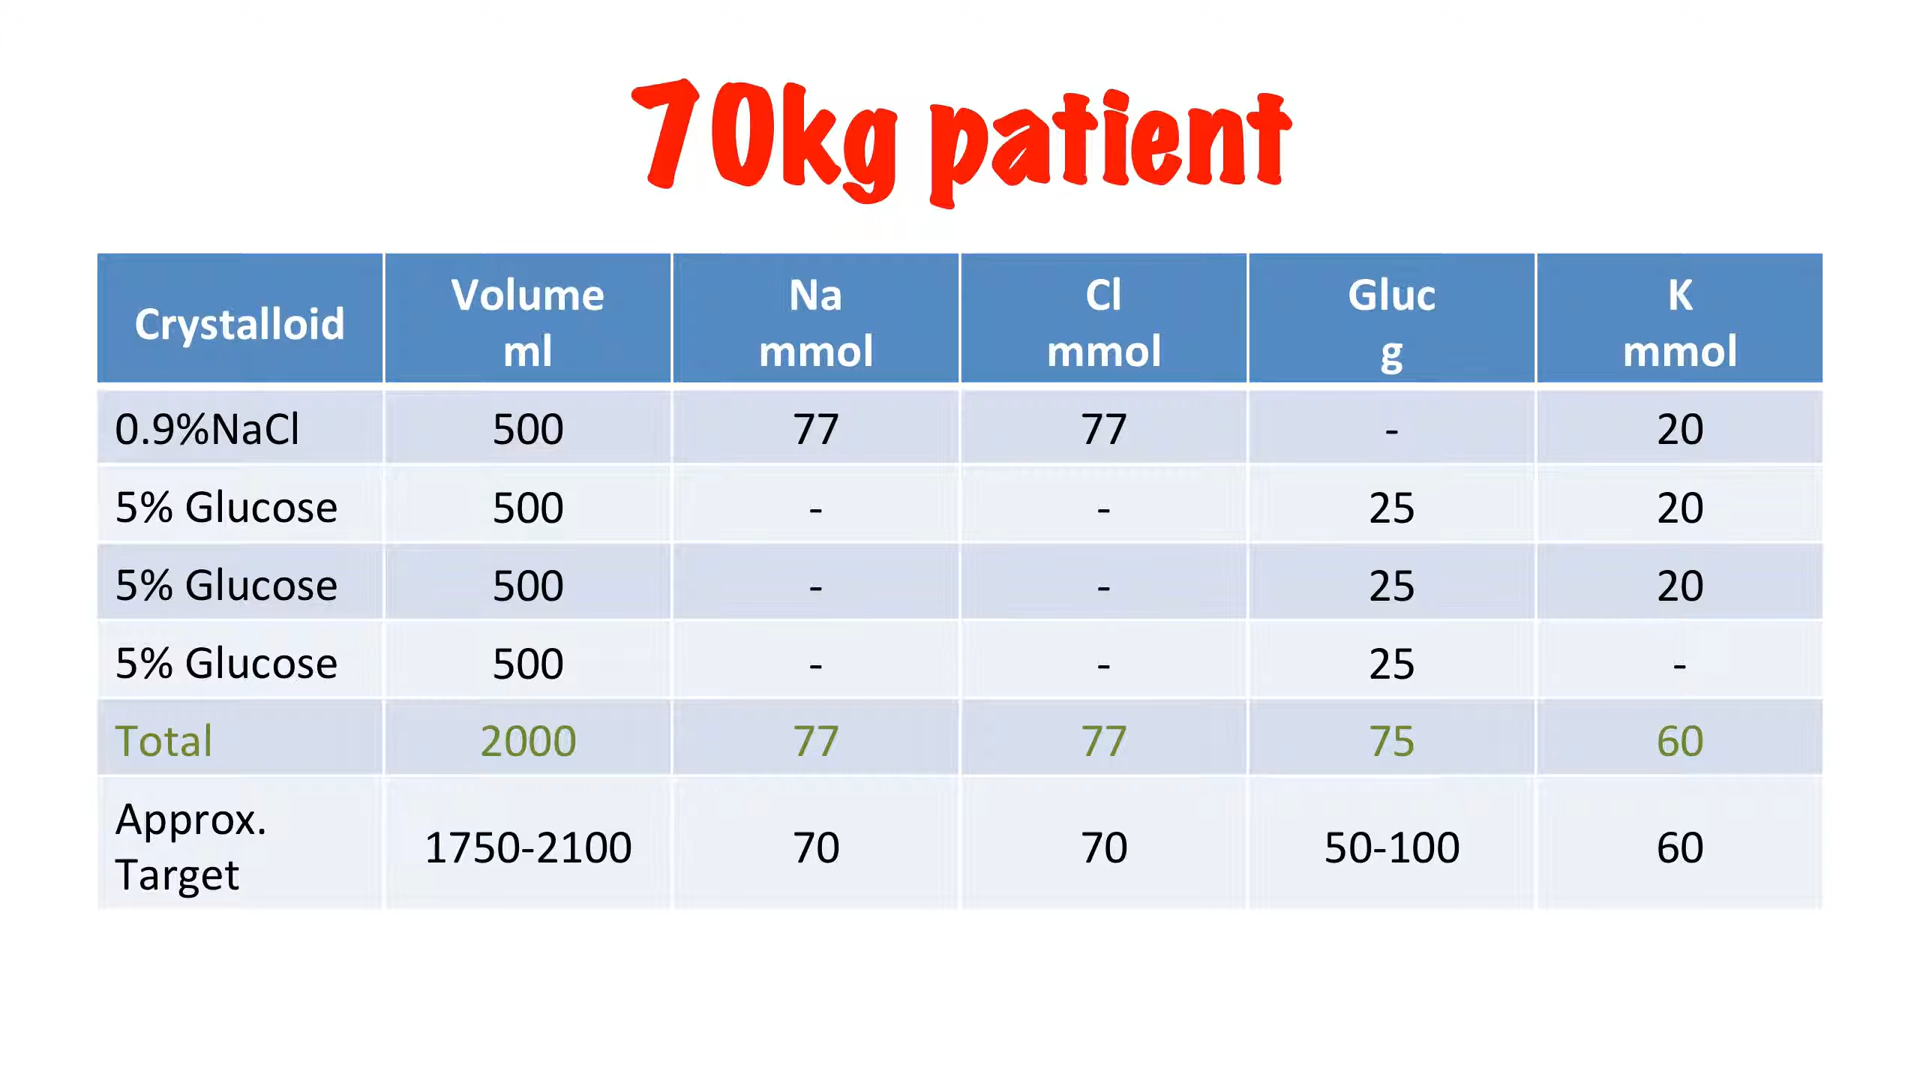 70kg patient
Crystalloid Volume ml Na mmol Cl mmol Gluc g K mmol
0.9%NaCl 500 77 77 - 20
5% Glucose 500 - - 25 20
5% Glucose 500 - - 25 20
5% Glucose 500 - - 25 -
Total 2000 77 77 75 60
Approx. Target 1750-2100 70 70 50-100 60